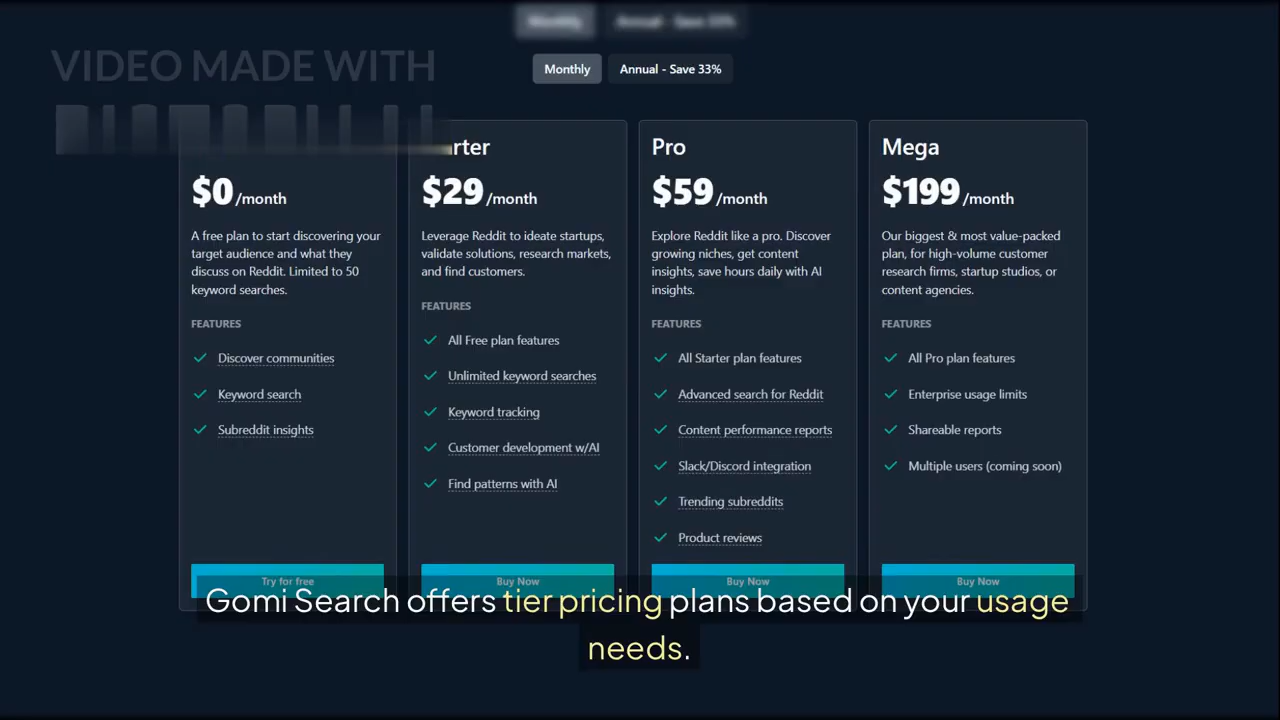 Monthly Annual - Save 33%
VIDEO MADE WITH
Monthly Annual - Save 33%
rter
Pro
Mega
$0/month
$29/month
$59/month
$199/month
A free plan to start discovering your
target audience and what they
discuss on Reddit. Limited to 50
keyword searches.
FEATURES
Discover communities
Keyword search
Subreddit insights
Try for free
Leverage Reddit to ideate startups,
validate solutions, research markets,
and find customers.
FEATURES
All Free plan features
Unlimited keyword searches
Keyword tracking
Customer development w/AI
Find patterns with AI
Buy Now
Explore Reddit like a pro. Discover
growing niches, get content
insights, save hours daily with AI
insights.
FEATURES
All Starter plan features
Advanced search for Reddit
Content performance reports
Slack/Discord integration
Trending subreddits
Product reviews
Buy Now
Our biggest & most value-packed
plan, for high-volume customer
research firms, startup studios, or
content agencies.
FEATURES
All Pro plan features
Enterprise usage limits
Shareable reports
Multiple users (coming soon)
Buy Now
Gomi Search offers tier pricing plans based on your usage
needs.